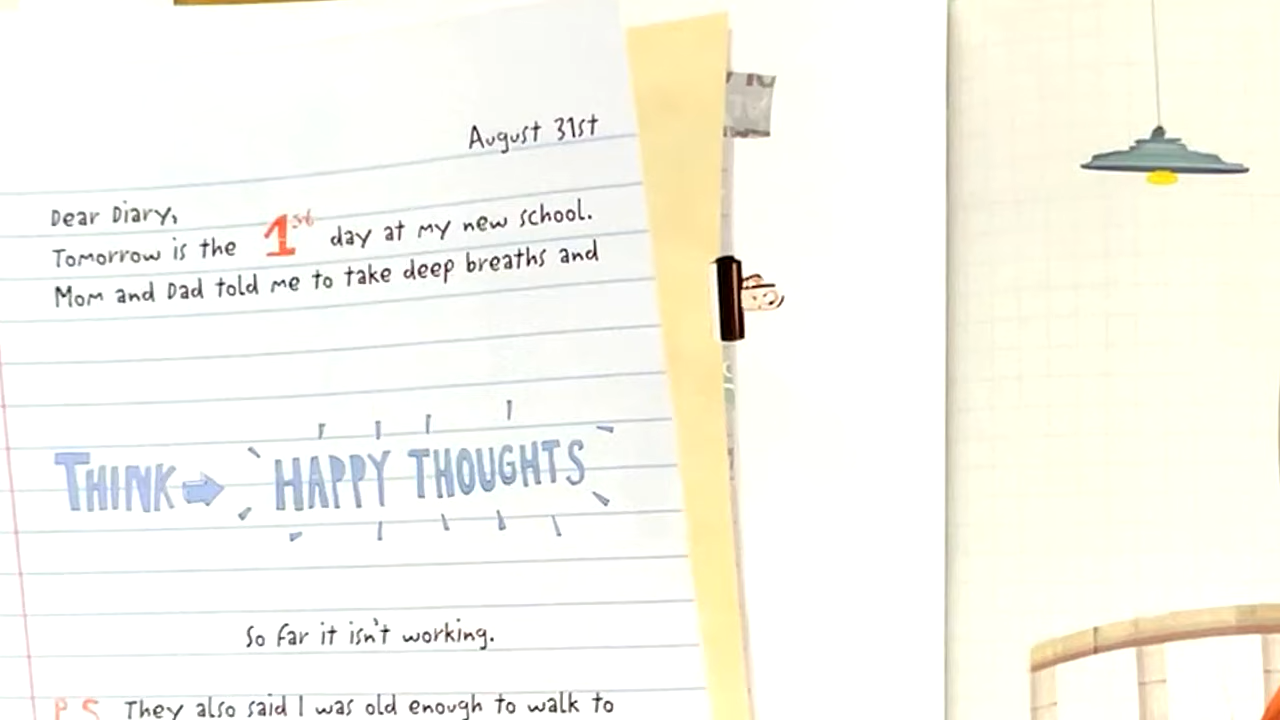 August 31st
Dear Diary,
Tomorrow is the 1st day at my new school.
Mom and Dad told me to take deep breaths and
THINK HAPPY THOUGHTS
So far it isn't working.
P.S. They also said I was old enough to walk to